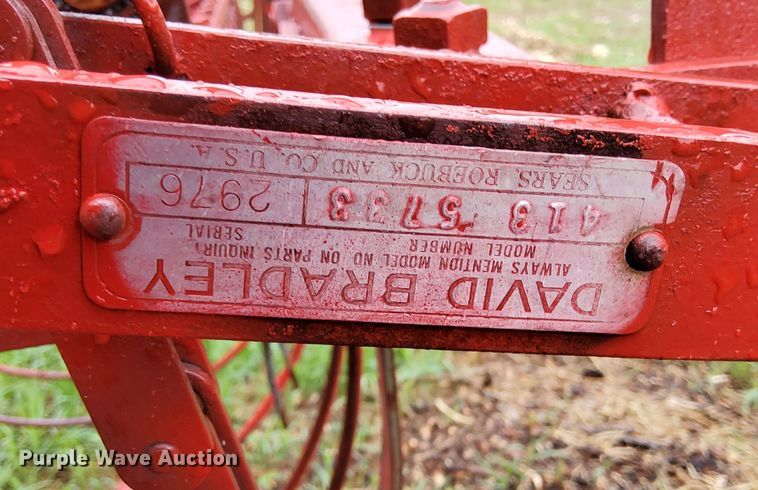 DAVID BRADLEY
ALWAYS MENTION MODEL NO ON PARTS INQUIRY
MODEL NUMBER SERIAL
413 5733 2976
SEARS, ROEBUCK AND CO. U.S.A.
Purple Wave Auction